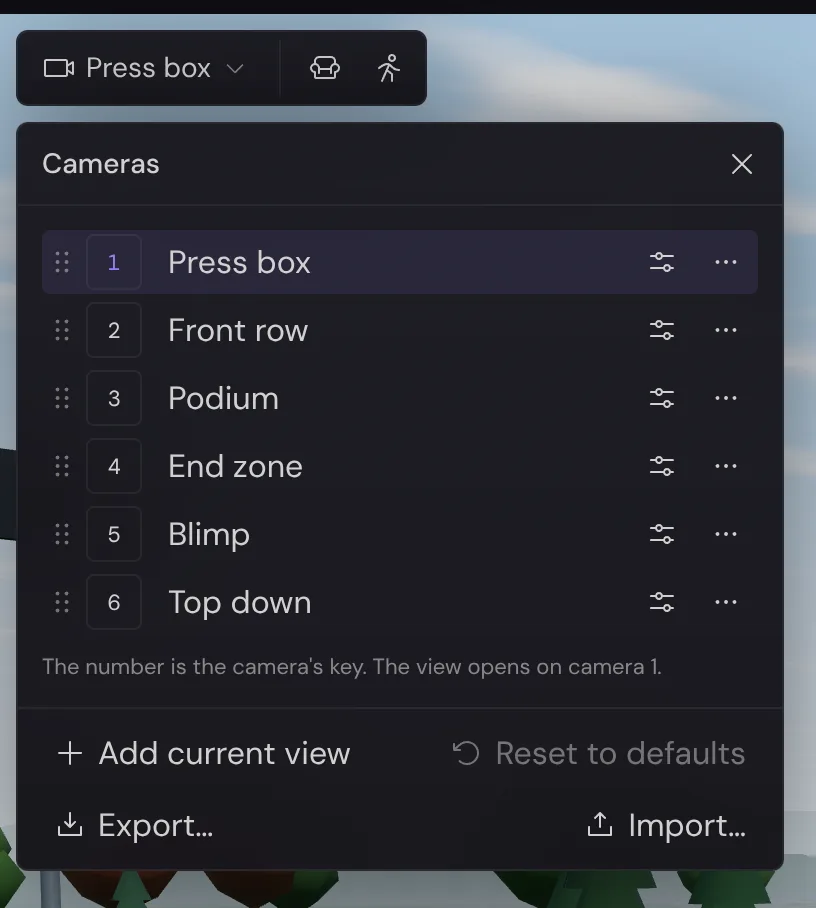 Press box
Cameras
1 Press box
2 Front row
3 Podium
4 End zone
5 Blimp
6 Top down
The number is the camera's key. The view opens on camera 1.
Add current view Reset to defaults
Export... Import...